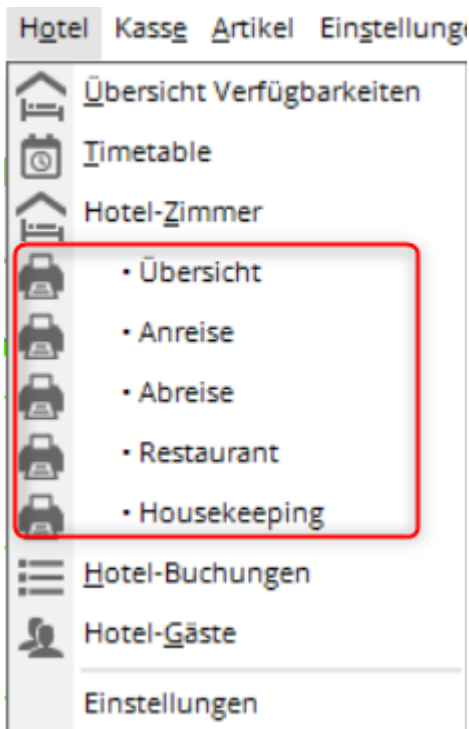 Hotel Kasse Artikel Einstellunge
Übersicht Verfügbarkeiten
Timetable
Hotel-Zimmer
• Übersicht
• Anreise
• Abreise
• Restaurant
• Housekeeping
Hotel-Buchungen
Hotel-Gäste
Einstellungen